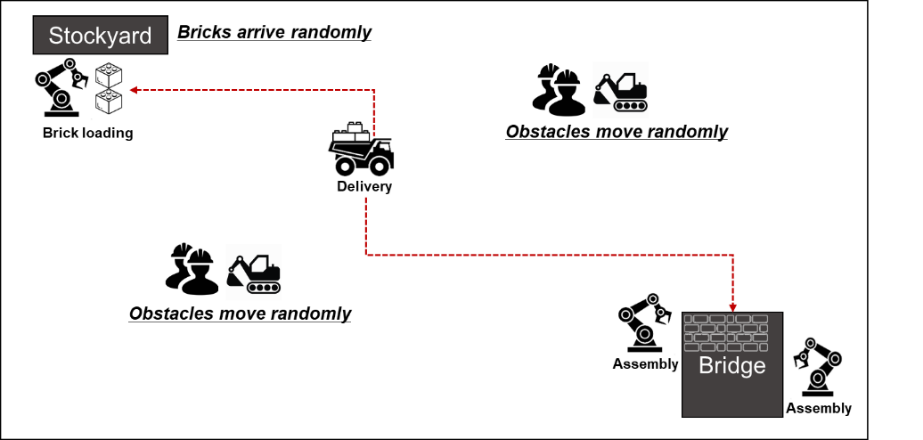 Stockyard
Bricks arrive randomly
Brick loading
Obstacles move randomly
Delivery
Obstacles move randomly
Assembly
Bridge
Assembly